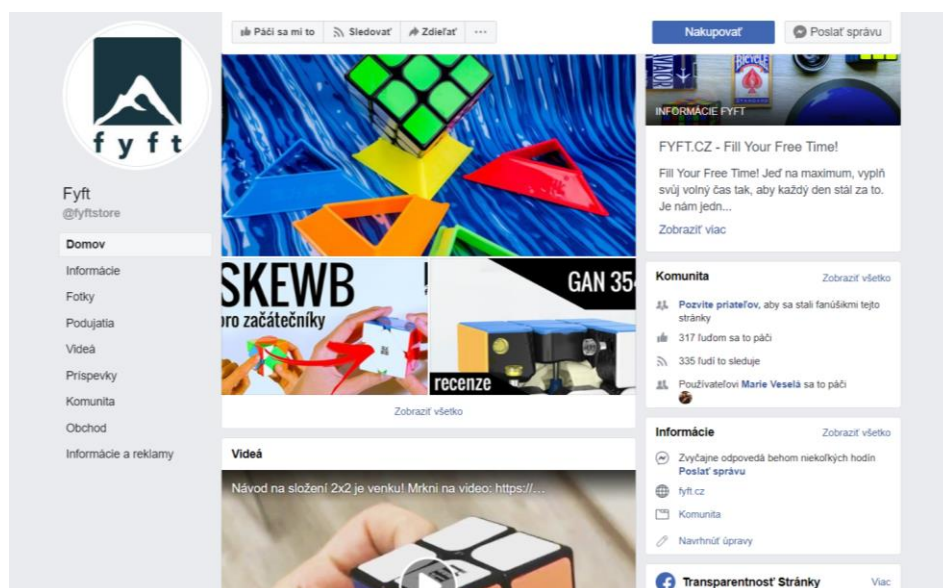 fyft
Fyft
@fyftstore
Domov
Informácie
Fotky
Podujatia
Videá
Príspevky
Komunita
Obchod
Informácie a reklamy
Páči sa mi to
Sledovať
Zdieľať
Nakupovať
Poslať správu
SKEWB
pro začátečníky
GAN 354
recenze
Zobraziť všetko
Videá
Návod na složení 2x2 je venku! Mrkni na video: https://…
BICYCLE
INFORMÁCIE FYFT
FYFT.CZ - Fill Your Free Time!
Fill Your Free Time! Jeď na maximum, vyplň
svůj volný čas tak, aby každý den stál za to.
Je nám jedn...
Zobraziť viac
Komunita
Zobraziť všetko
Pozvite priateľov, aby sa stali fanúšikmi tejto
stránky
317 ľuďom sa to páči
335 ľudí to sleduje
Používateľovi Marie Veselá sa to páči
Informácie
Zobraziť všetko
Zvyčajne odpovedá behom niekoľkých hodín
Poslať správu
fyft.cz
Komunita
Navrhnúť úpravy
Transparentnosť Stránky
Viac